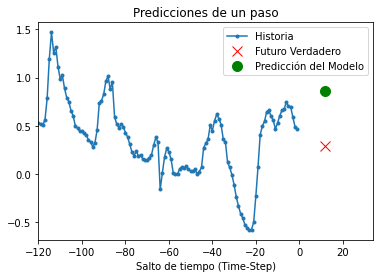 Predicciones de un paso
Historia
Futuro Verdadero
Predicción del Modelo
1.5
1.0
0.5
0.0
−0.5
−120 −100 −80 −60 −40 −20 0 20
Salto de tiempo (Time-Step)